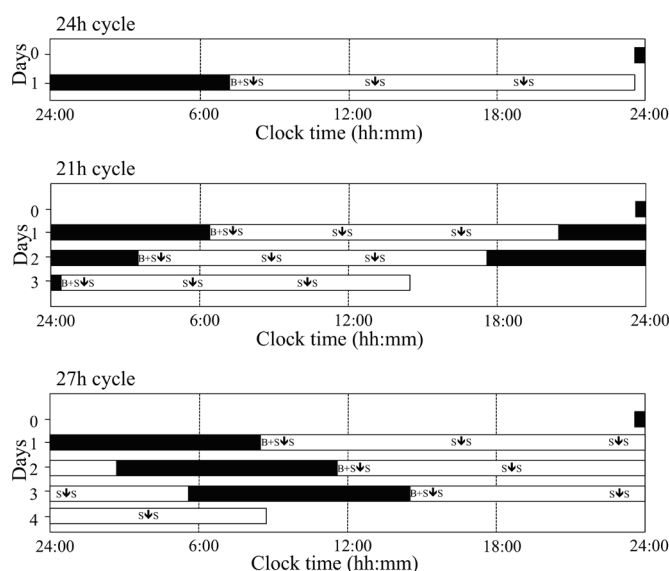 24h cycle
Days
0
1
B+S S S S S S
24:00 6:00 12:00 18:00 24:00
Clock time (hh:mm)
21h cycle
Days
0
1
B+S S S S S S
2
B+S S S S S S
3
B+S S S S S S
24:00 6:00 12:00 18:00 24:00
Clock time (hh:mm)
27h cycle
Days
0
1
B+S S S S S S
2
B+S S S S
3
S S B+S S S S
4
S S
24:00 6:00 12:00 18:00 24:00
Clock time (hh:mm)